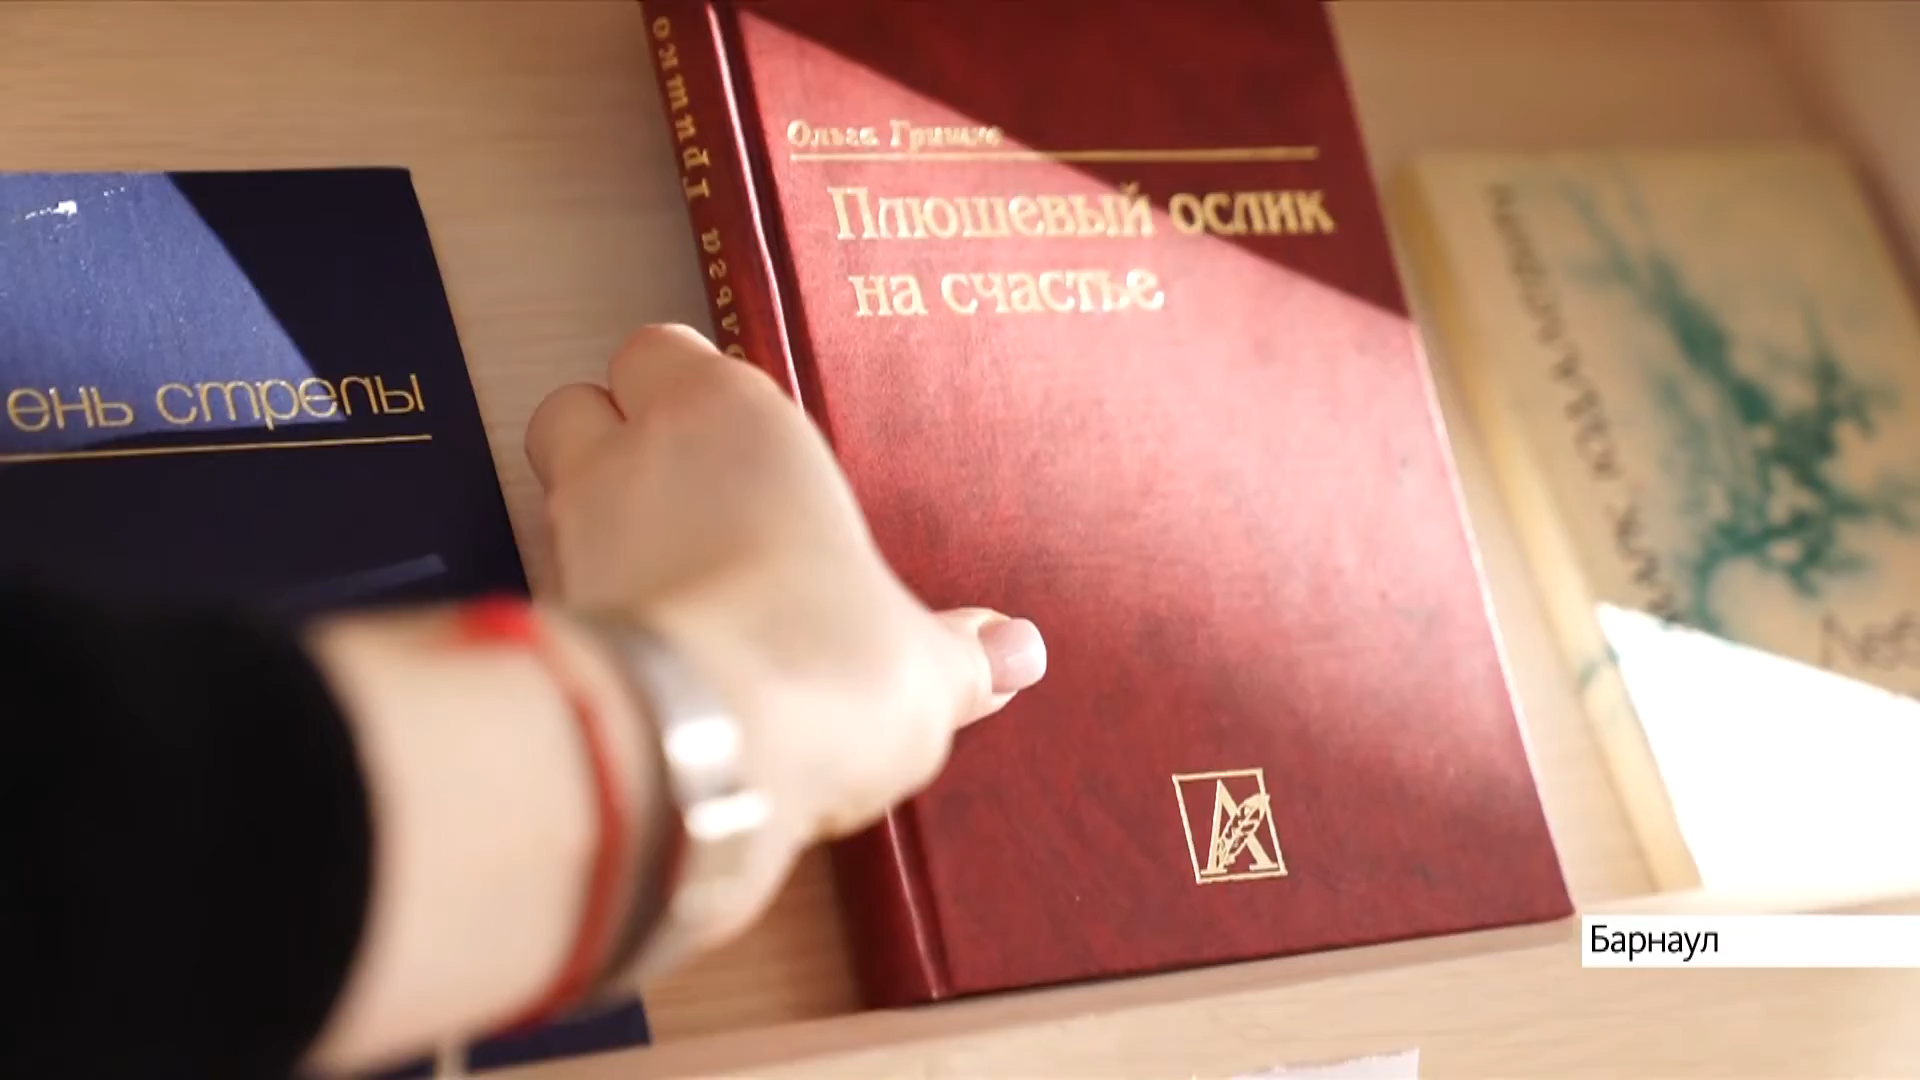 Ольга Гришко
Плюшевый ослик
на счастье
Ольга Гришко
ень стрелы
Барнаул